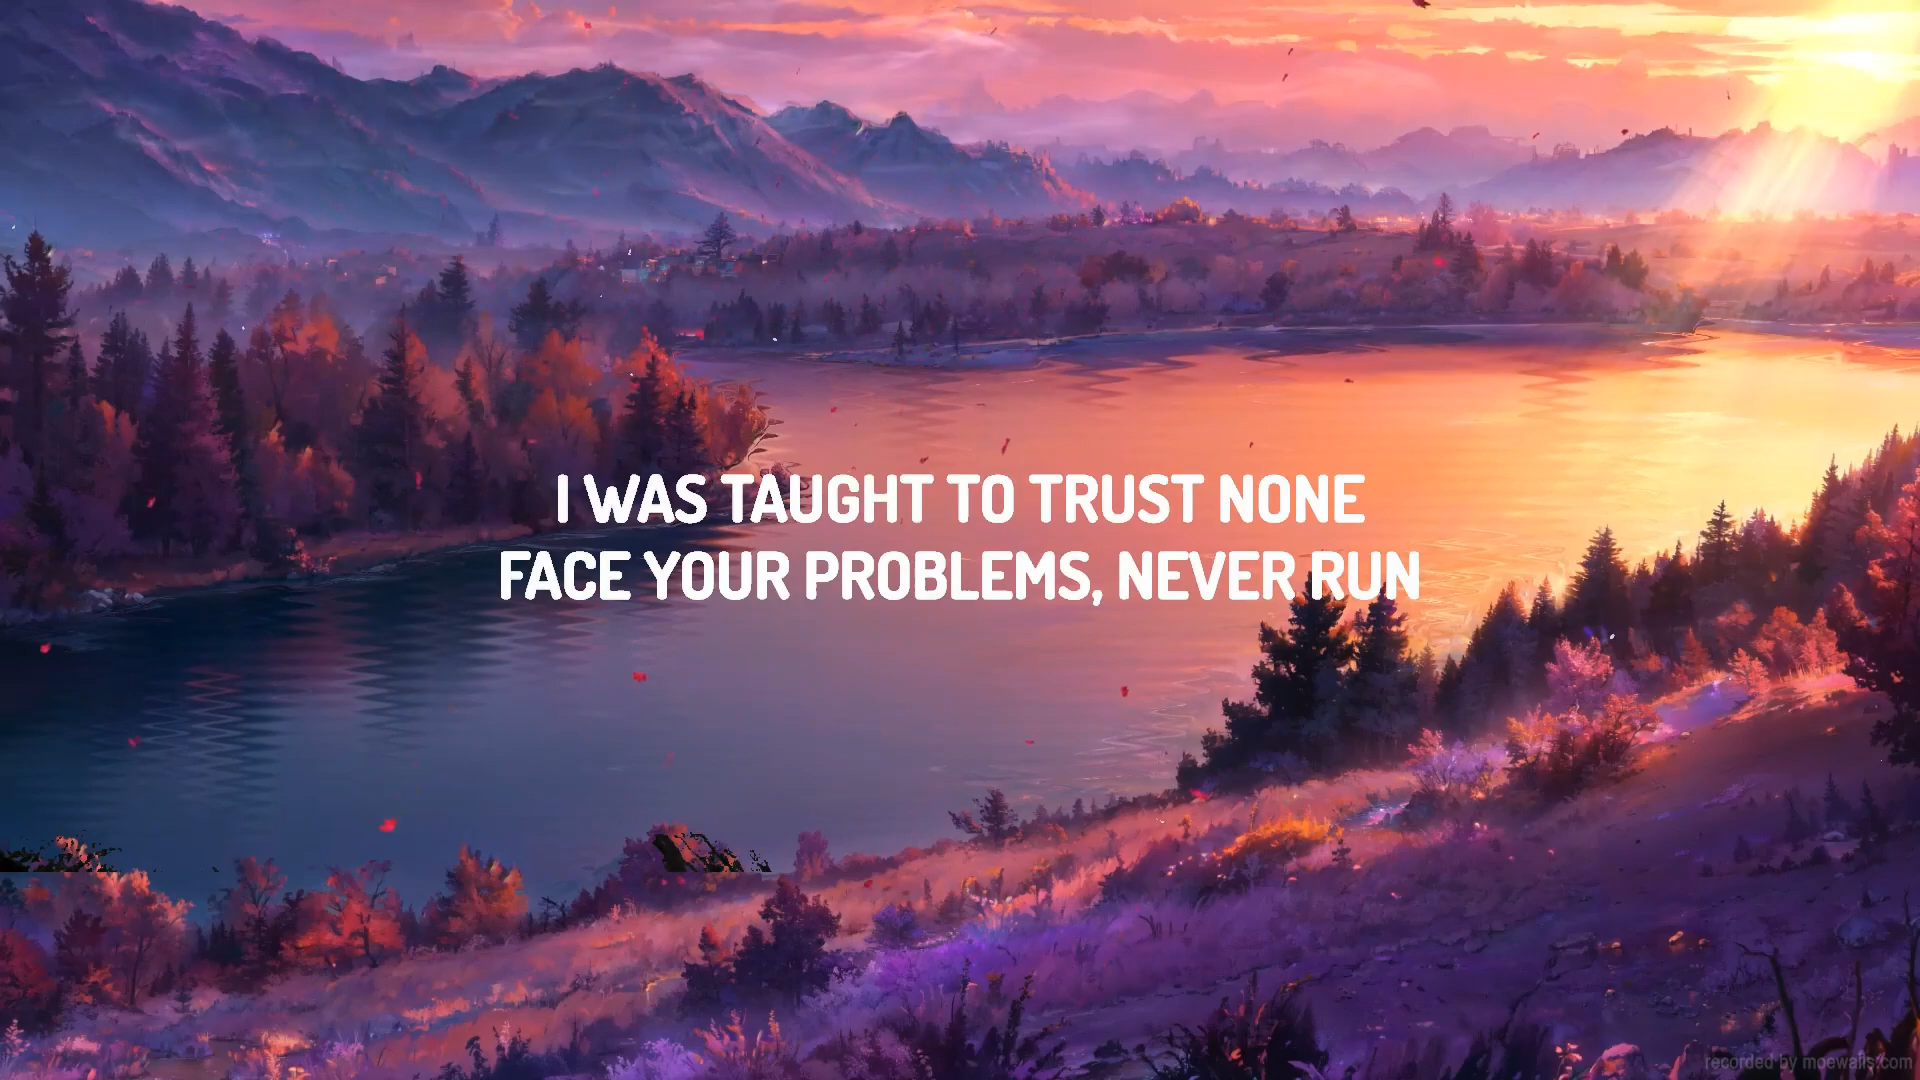 I WAS TAUGHT TO TRUST NONE
FACE YOUR PROBLEMS, NEVER RUN
recorded by moewalls.com